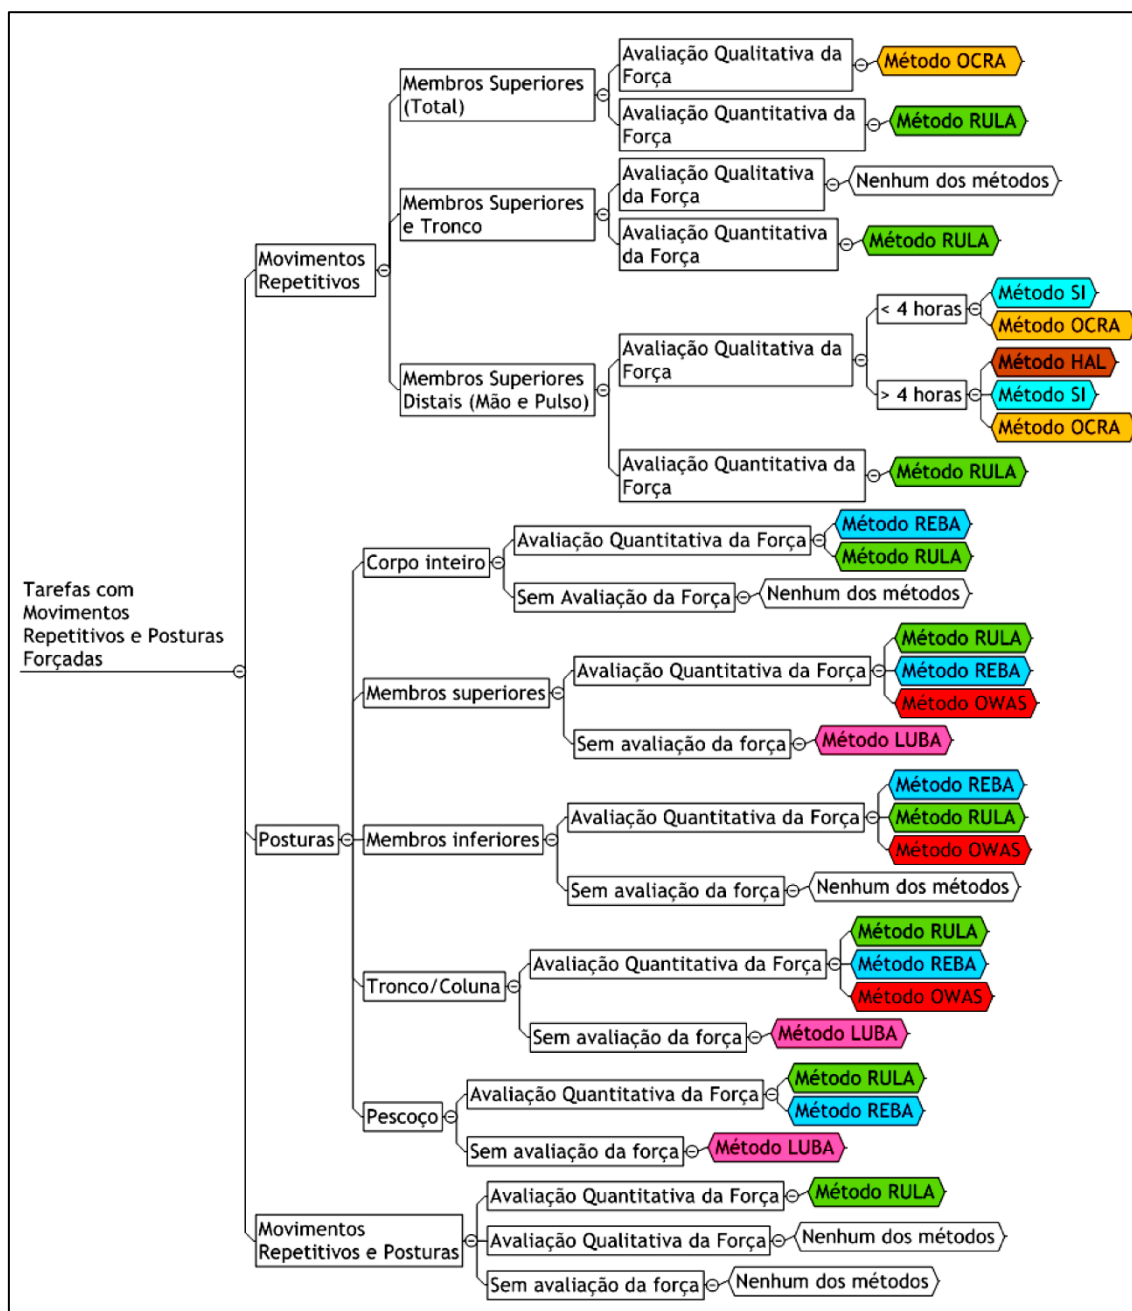 Tarefas com
Movimentos
Repetitivos e Posturas
Forçadas
Movimentos
Repetitivos
Membros Superiores
(Total)
Avaliação Qualitativa da
Força
Método OCRA
Avaliação Quantitativa da
Força
Método RULA
Membros Superiores
e Tronco
Avaliação Qualitativa
da Força
Nenhum dos métodos
Avaliação Quantitativa
da Força
Método RULA
Membros Superiores
Distais (Mão e Pulso)
Avaliação Qualitativa da
Força
< 4 horas
Método SI
Método OCRA
> 4 horas
Método HAL
Método SI
Método OCRA
Avaliação Quantitativa da
Força
Método RULA
Posturas
Corpo inteiro
Avaliação Quantitativa da Força
Método REBA
Método RULA
Sem Avaliação da Força
Nenhum dos métodos
Membros superiores
Avaliação Quantitativa da Força
Método RULA
Método REBA
Método OWAS
Sem avaliação da força
Método LUBA
Membros inferiores
Avaliação Quantitativa da Força
Método REBA
Método RULA
Método OWAS
Sem avaliação da força
Nenhum dos métodos
Tronco/Coluna
Avaliação Quantitativa da Força
Método RULA
Método REBA
Método OWAS
Sem avaliação da força
Método LUBA
Pescoço
Avaliação Quantitativa da Força
Método RULA
Método REBA
Sem avaliação da força
Método LUBA
Movimentos
Repetitivos e Posturas
Avaliação Quantitativa da Força
Método RULA
Avaliação Qualitativa da Força
Nenhum dos métodos
Sem avaliação da força
Nenhum dos métodos